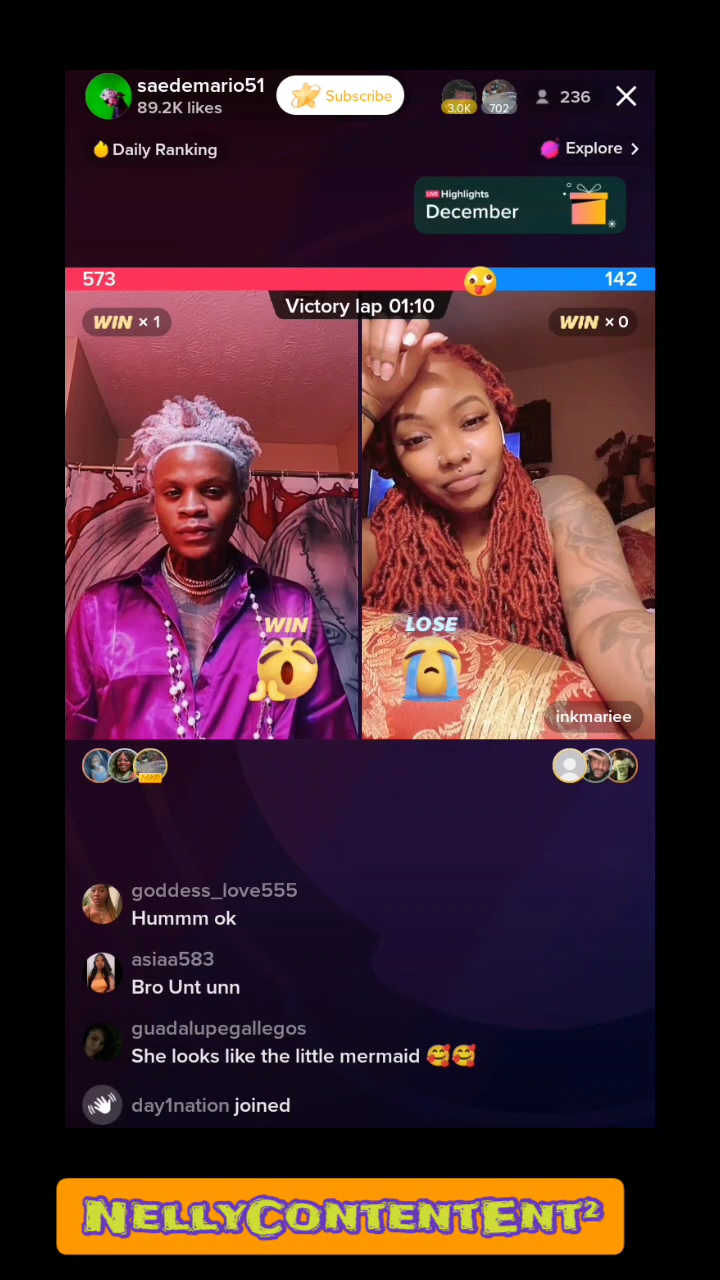 saedemario51
89.2K likes
Subscribe
3.0K
702
236
Daily Ranking
Explore
LIVE Highlights
December
573
142
Victory lap 01:10
WIN × 1
WIN × 0
WIN
LOSE
inkmariee
MVP
goddess_love555
Hummm ok
asiaa583
Bro Unt unn
guadalupegallegos
She looks like the little mermaid 🥰🥰
day1nation joined
NELLYCONTENTENT²